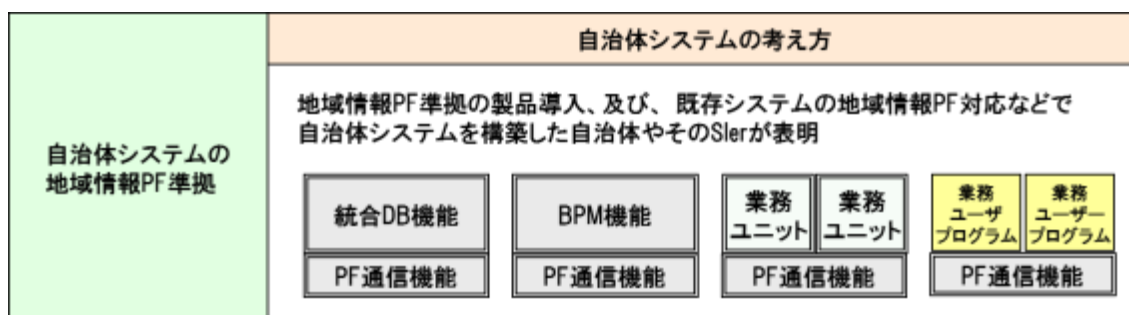 自治体システムの
地域情報PF準拠
自治体システムの考え方
地域情報PF準拠の製品導入、及び、既存システムの地域情報PF対応などで
自治体システムを構築した自治体やそのSIerが表明
統合DB機能
PF通信機能
BPM機能
PF通信機能
業務
ユニット
業務
ユニット
PF通信機能
業務
ユーザ
プログラム
業務
ユーザー
プログラム
PF通信機能